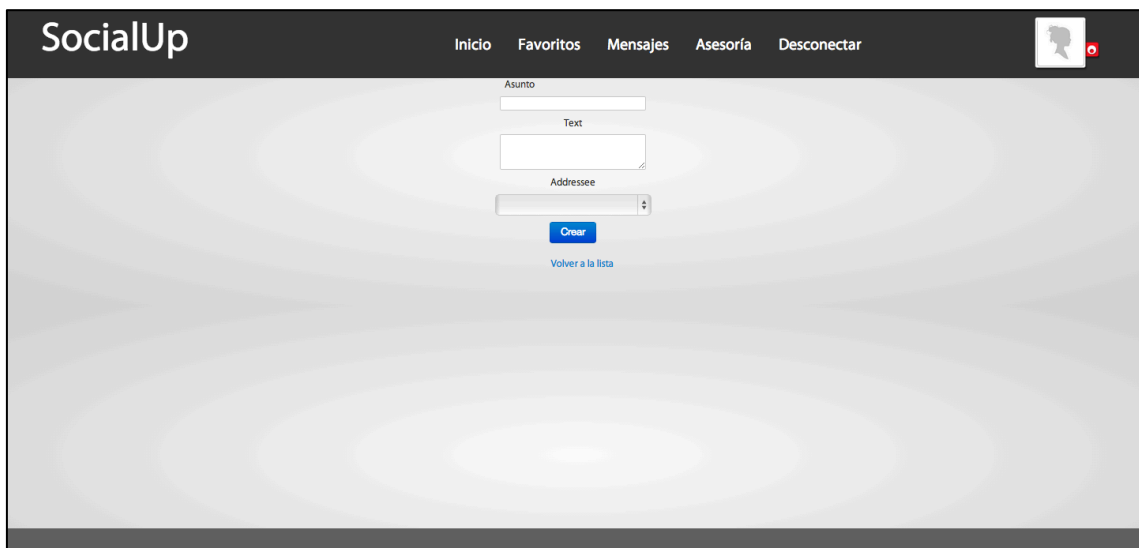 SocialUp
Inicio Favoritos Mensajes Asesoría Desconectar
Asunto
Text
Addressee
Crear
Volver a la lista